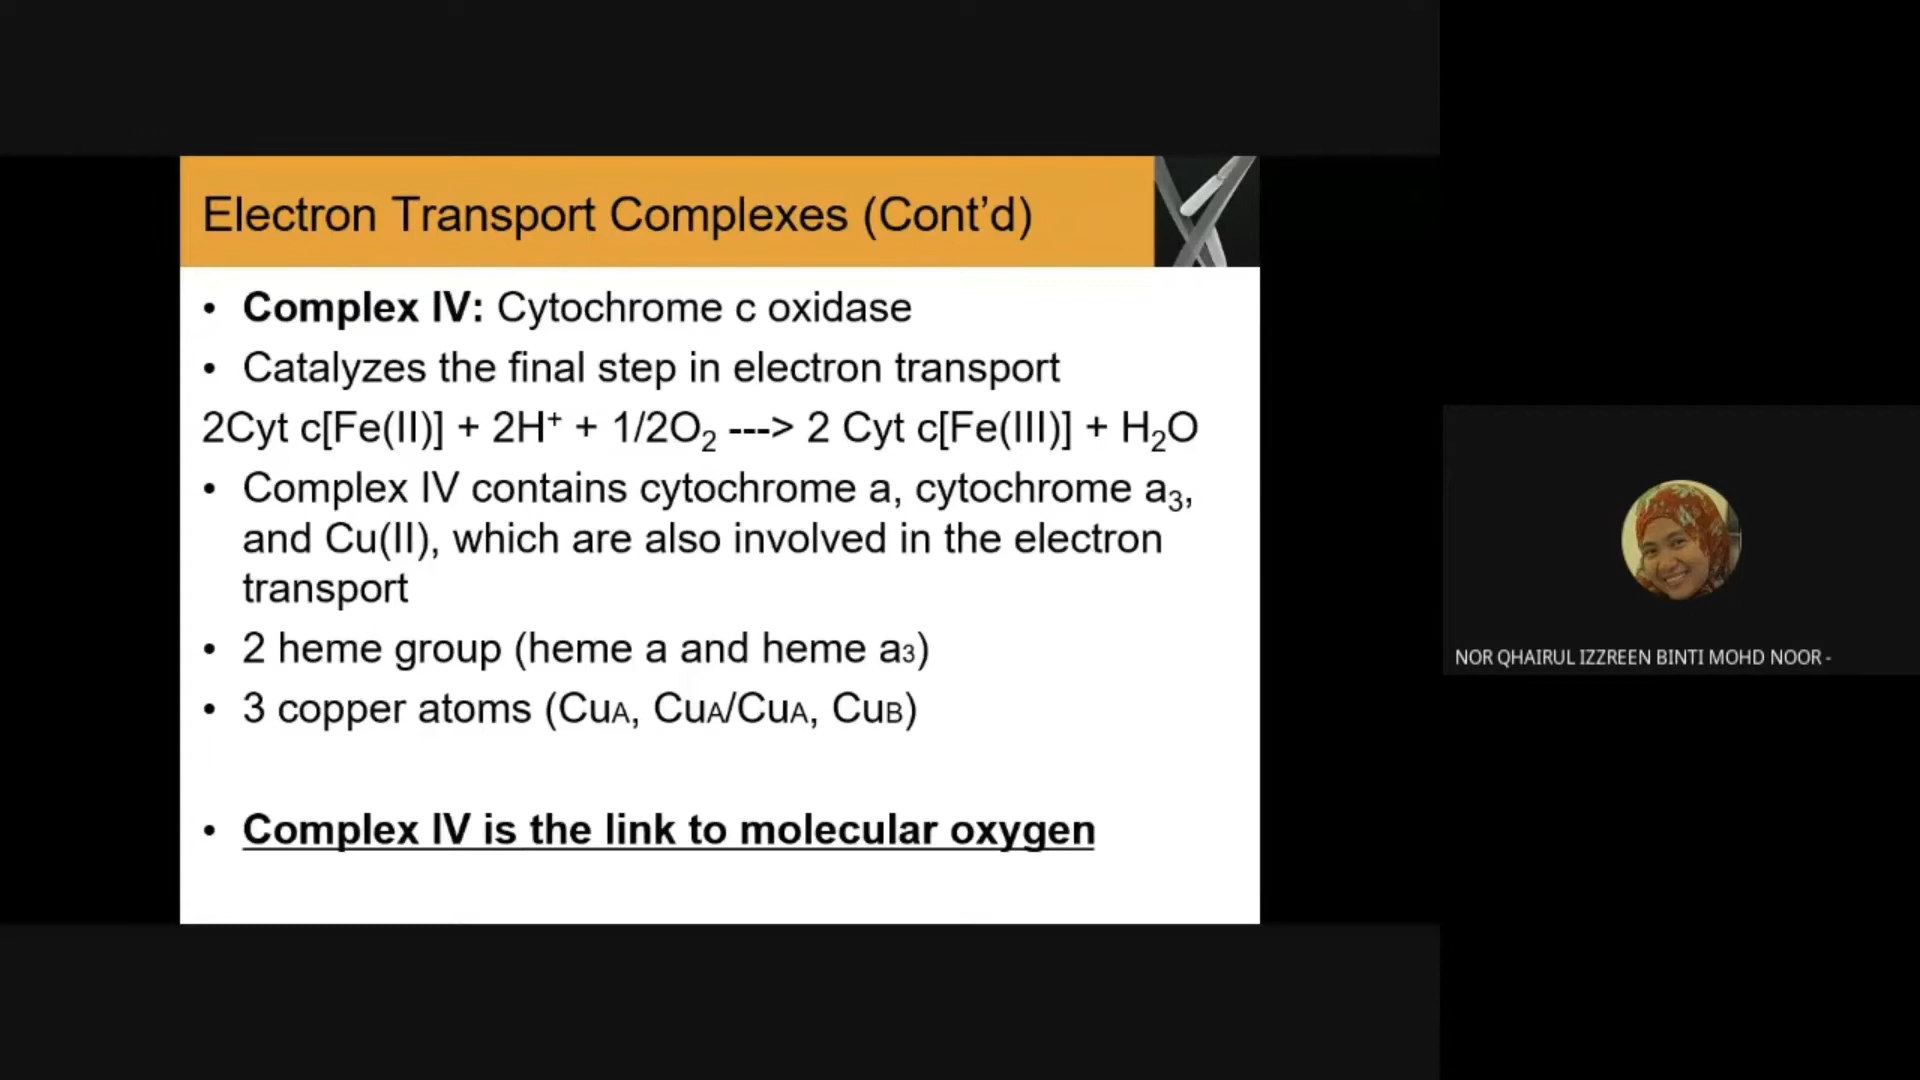 Electron Transport Complexes (Cont’d)
• Complex IV: Cytochrome c oxidase
• Catalyzes the final step in electron transport
2Cyt c[Fe(II)] + 2H⁺ + 1/2O₂ ---> 2 Cyt c[Fe(III)] + H₂O
• Complex IV contains cytochrome a, cytochrome a₃,
and Cu(II), which are also involved in the electron
transport
• 2 heme group (heme a and heme a₃)
• 3 copper atoms (CuA, CuA/CuA, CuB)
• Complex IV is the link to molecular oxygen
NOR QHAIRUL IZZREEN BINTI MOHD NOOR -